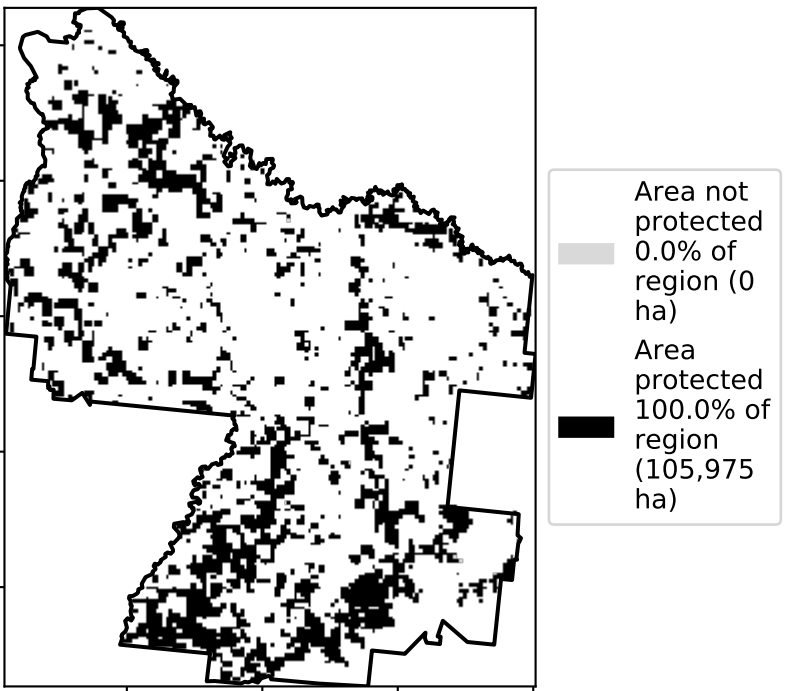 Area not
protected
0.0% of
region (0
ha)
Area
protected
100.0% of
region
(105,975
ha)